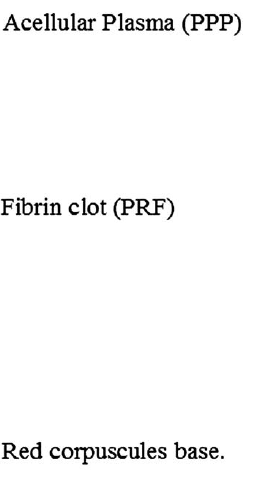 Acellular Plasma (PPP)
Fibrin clot (PRF)
Red corpuscules base.